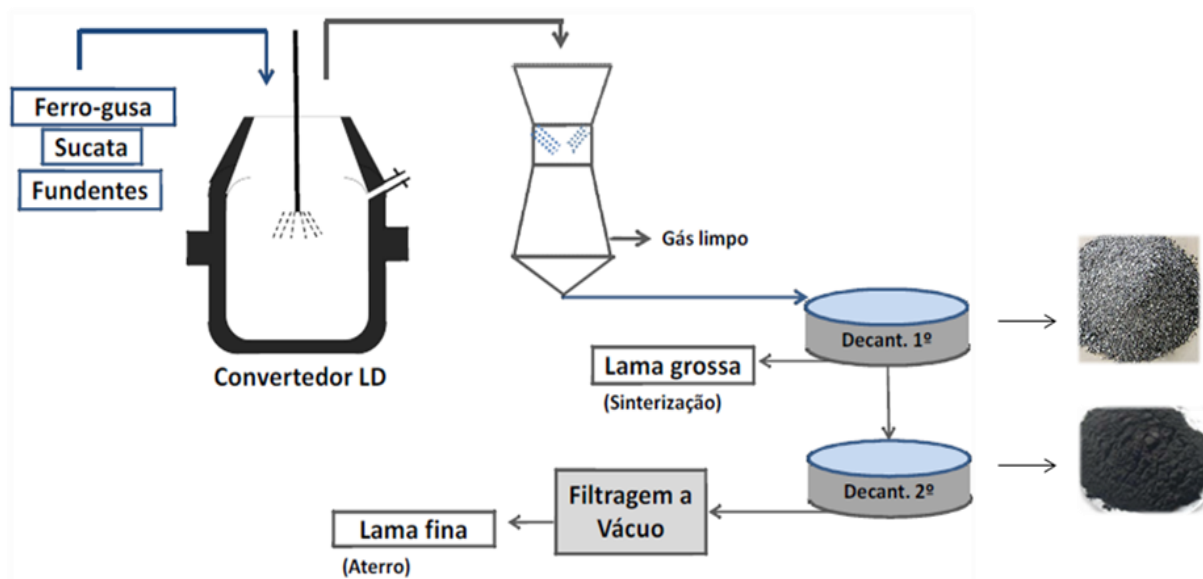 Ferro-gusa
Sucata
Fundentes
Convertedor LD
Gás limpo
Decant. 1º
Lama grossa
(Sinterização)
Decant. 2º
Filtragem a
Vácuo
Lama fina
(Aterro)